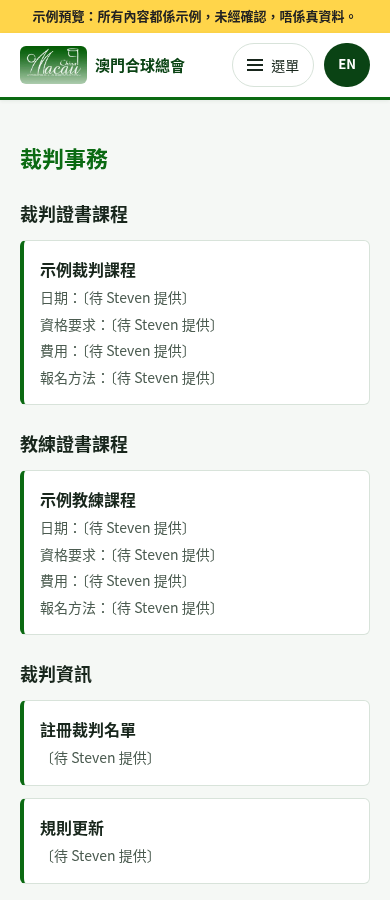 示例預覽：所有內容都係示例，未經確認，唔係真資料。
Macau China
澳門合球總會
選單
EN
裁判事務
裁判證書課程
示例裁判課程
日期：〔待 Steven 提供〕
資格要求：〔待 Steven 提供〕
費用：〔待 Steven 提供〕
報名方法：〔待 Steven 提供〕
教練證書課程
示例教練課程
日期：〔待 Steven 提供〕
資格要求：〔待 Steven 提供〕
費用：〔待 Steven 提供〕
報名方法：〔待 Steven 提供〕
裁判資訊
註冊裁判名單
〔待 Steven 提供〕
規則更新
〔待 Steven 提供〕